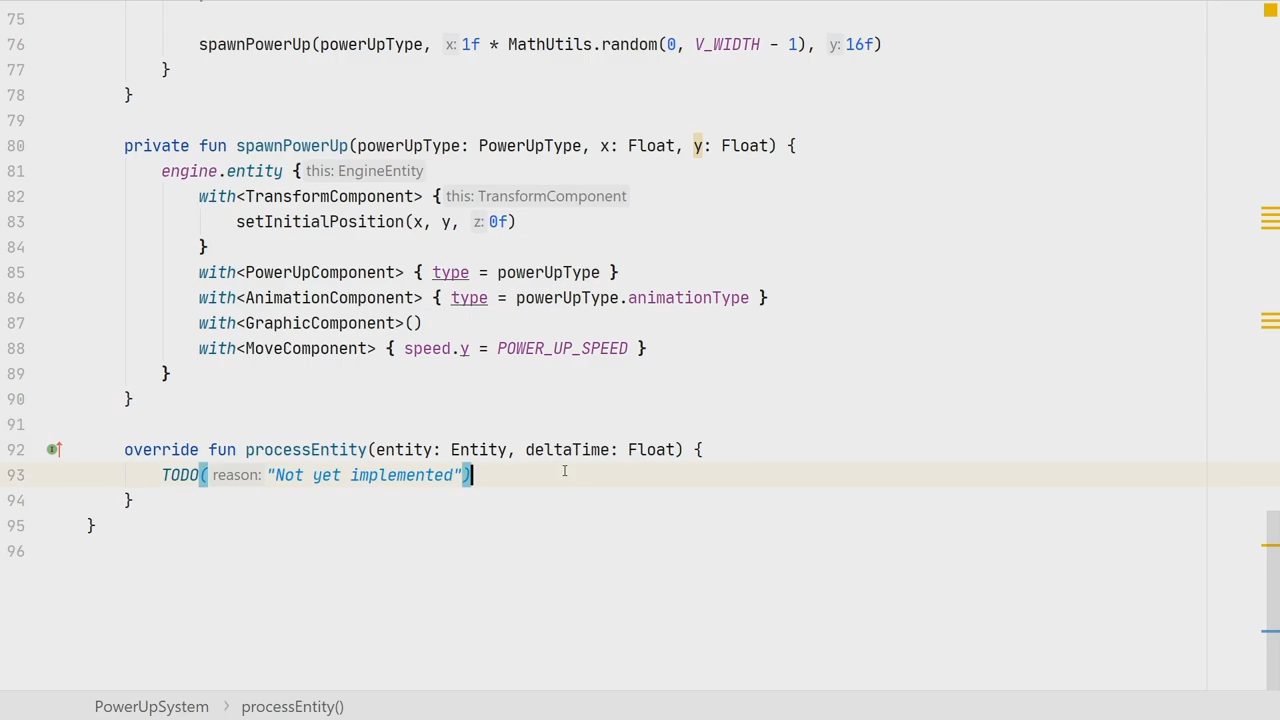 75
76 spawnPowerUp(powerUpType, x: 1f * MathUtils.random(0, V_WIDTH - 1), y: 16f)
77 }
78 }
79
80 private fun spawnPowerUp(powerUpType: PowerUpType, x: Float, y: Float) {
81 engine.entity { this: EngineEntity
82 with<TransformComponent> { this: TransformComponent
83 setInitialPosition(x, y, z: 0f)
84 }
85 with<PowerUpComponent> { type = powerUpType }
86 with<AnimationComponent> { type = powerUpType.animationType }
87 with<GraphicComponent>()
88 with<MoveComponent> { speed.y = POWER_UP_SPEED }
89 }
90 }
91
92 override fun processEntity(entity: Entity, deltaTime: Float) {
93 TODO( reason: "Not yet implemented")
94 }
95 }
96
PowerUpSystem > processEntity()